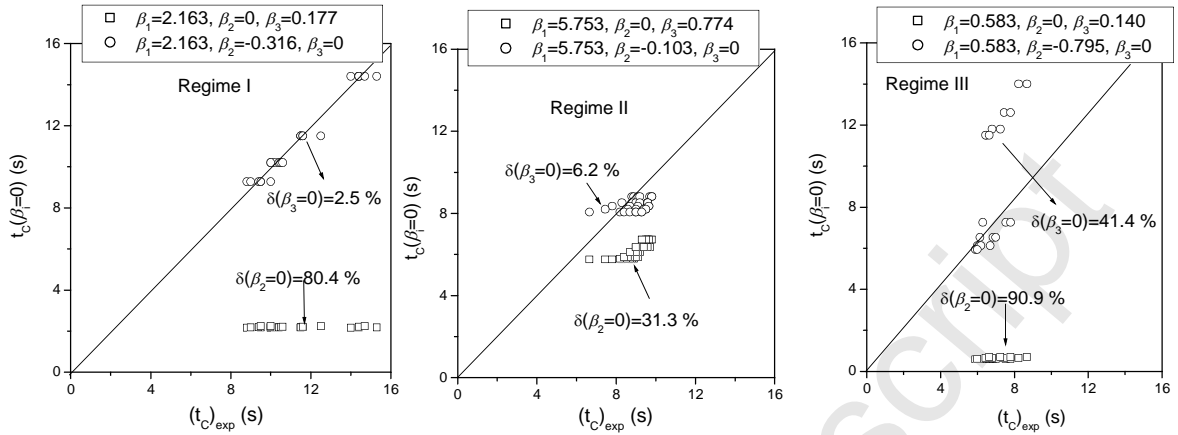 β1=2.163, β2=0, β3=0.177
β1=2.163, β2=-0.316, β3=0
Regime I
δ(β3=0)=2.5 %
δ(β2=0)=80.4 %
16
12
8
4
0
0 4 8 12 16
tC(βi=0) (s)
(tC)exp (s)
β1=5.753, β2=0, β3=0.774
β1=5.753, β2=-0.103, β3=0
Regime II
δ(β3=0)=6.2 %
δ(β2=0)=31.3 %
16
12
8
4
0
0 4 8 12 16
tC(βi=0) (s)
(tC)exp (s)
β1=0.583, β2=0, β3=0.140
β1=0.583, β2=-0.795, β3=0
Regime III
δ(β3=0)=41.4 %
δ(β2=0)=90.9 %
16
12
8
4
0
0 4 8 12 16
tC(βi=0) (s)
(tC)exp (s)
script